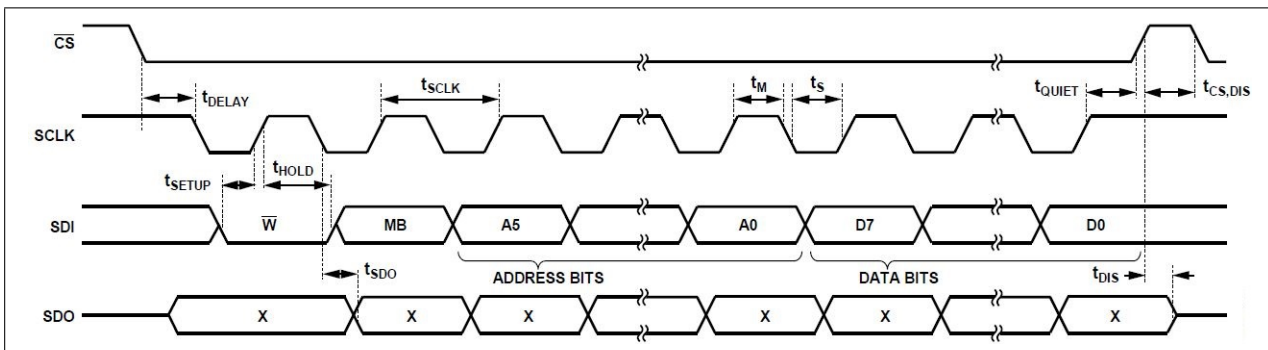 CS
tDELAY tSCLK tM tS tQUIET tCS,DIS
SCLK
tSETUP tHOLD
SDI W MB A5 A0 D7 D0
tSDO ADDRESS BITS DATA BITS tDIS
SDO X X X X X X